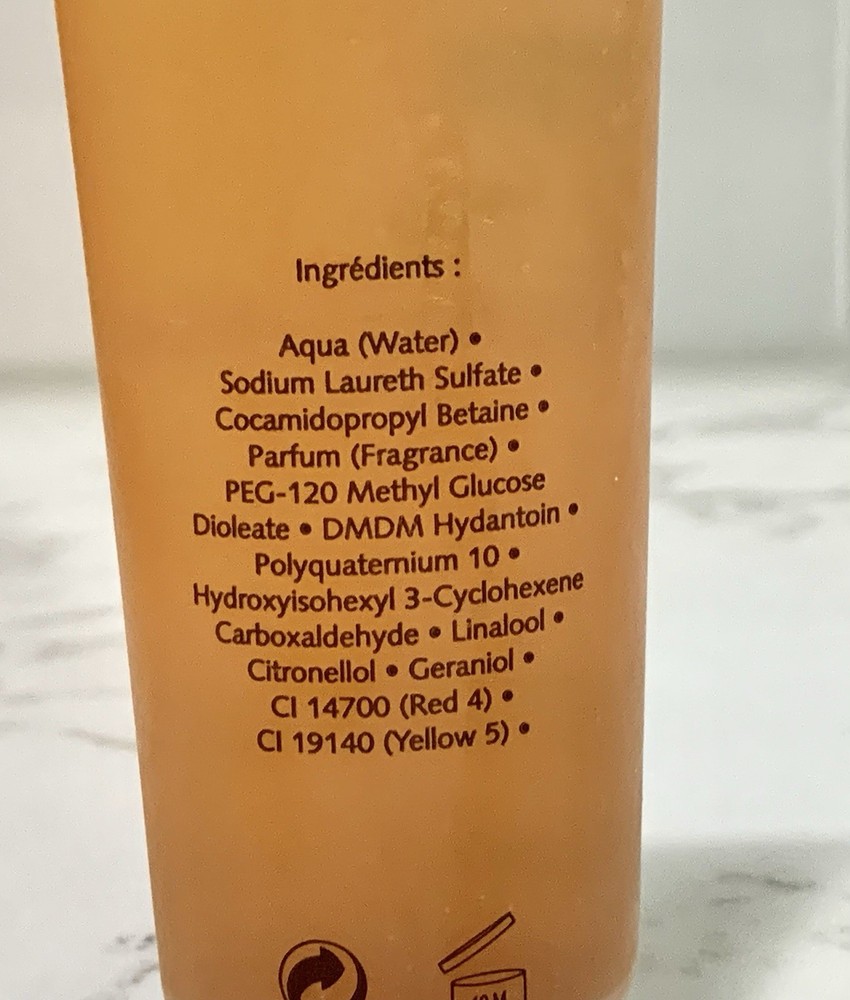 Ingrédients :
Aqua (Water) •
Sodium Laureth Sulfate •
Cocamidopropyl Betaine •
Parfum (Fragrance) •
PEG-120 Methyl Glucose
Dioleate • DMDM Hydantoin •
Polyquaternium 10 •
Hydroxyisohexyl 3-Cyclohexene
Carboxaldehyde • Linalool •
Citronellol • Geraniol •
CI 14700 (Red 4) •
CI 19140 (Yellow 5) •